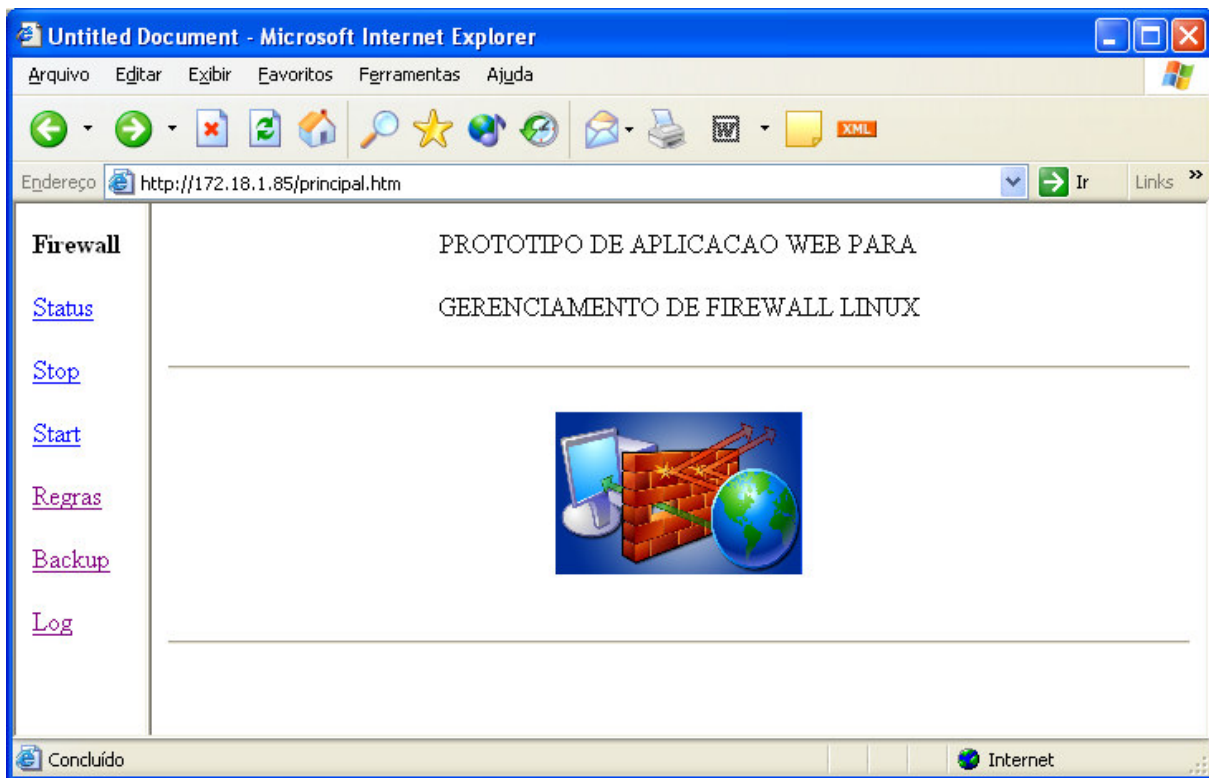 Untitled Document - Microsoft Internet Explorer
Arquivo Editar Exibir Favoritos Ferramentas Ajuda
W XML
Endereço http://172.18.1.85/principal.htm Ir Links »
Firewall
Status
Stop
Start
Regras
Backup
Log
PROTOTIPO DE APLICACAO WEB PARA
GERENCIAMENTO DE FIREWALL LINUX
Concluído Internet